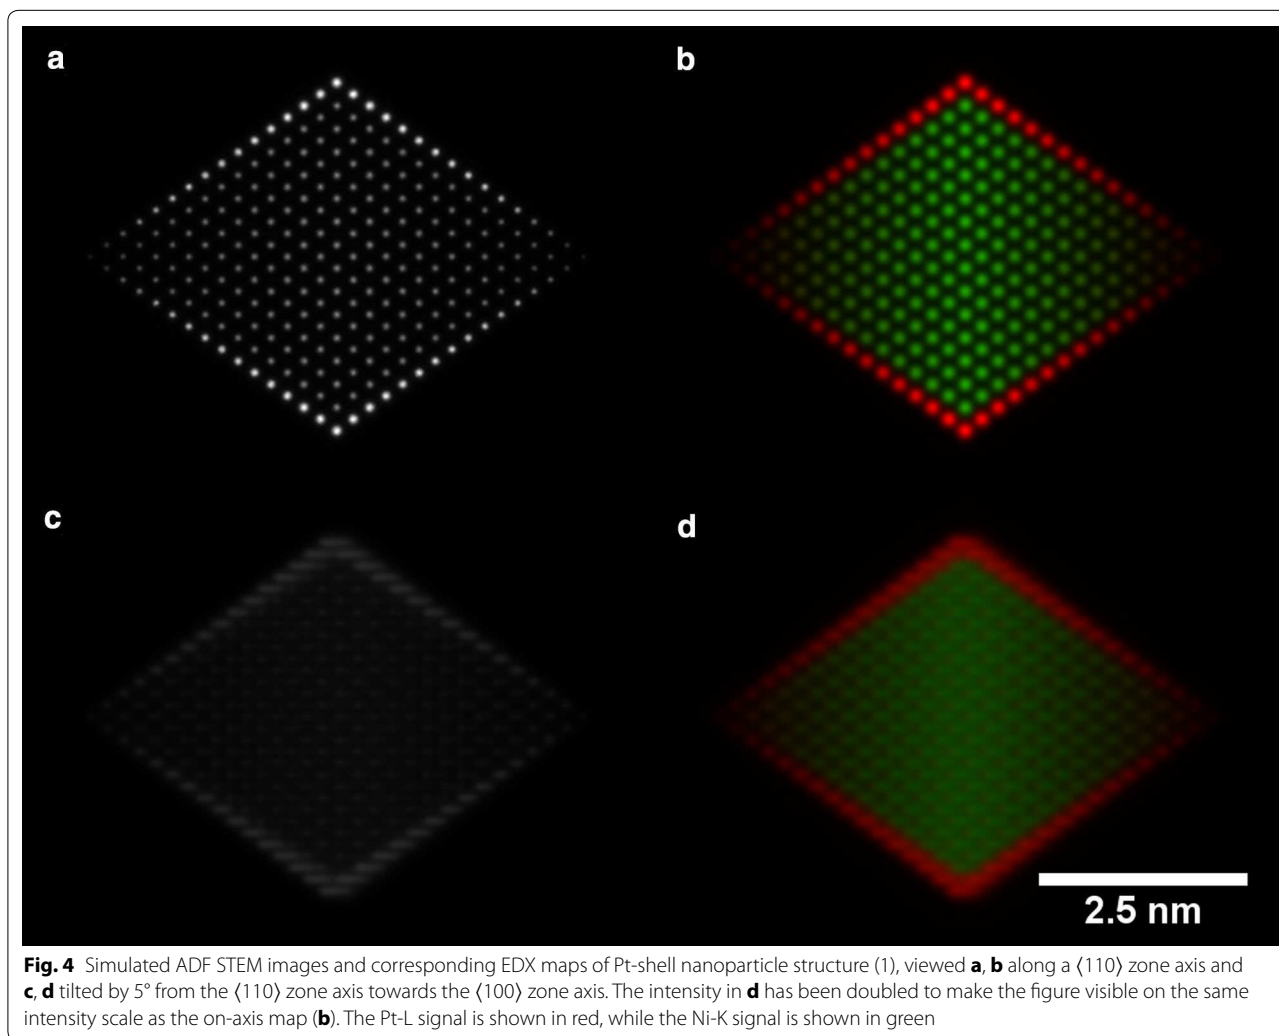 a
b
c
d
2.5 nm
Fig. 4 Simulated ADF STEM images and corresponding EDX maps of Pt-shell nanoparticle structure (1), viewed a, b along a ⟨110⟩ zone axis and
c, d tilted by 5° from the ⟨110⟩ zone axis towards the ⟨100⟩ zone axis. The intensity in d has been doubled to make the figure visible on the same
intensity scale as the on-axis map (b). The Pt-L signal is shown in red, while the Ni-K signal is shown in green